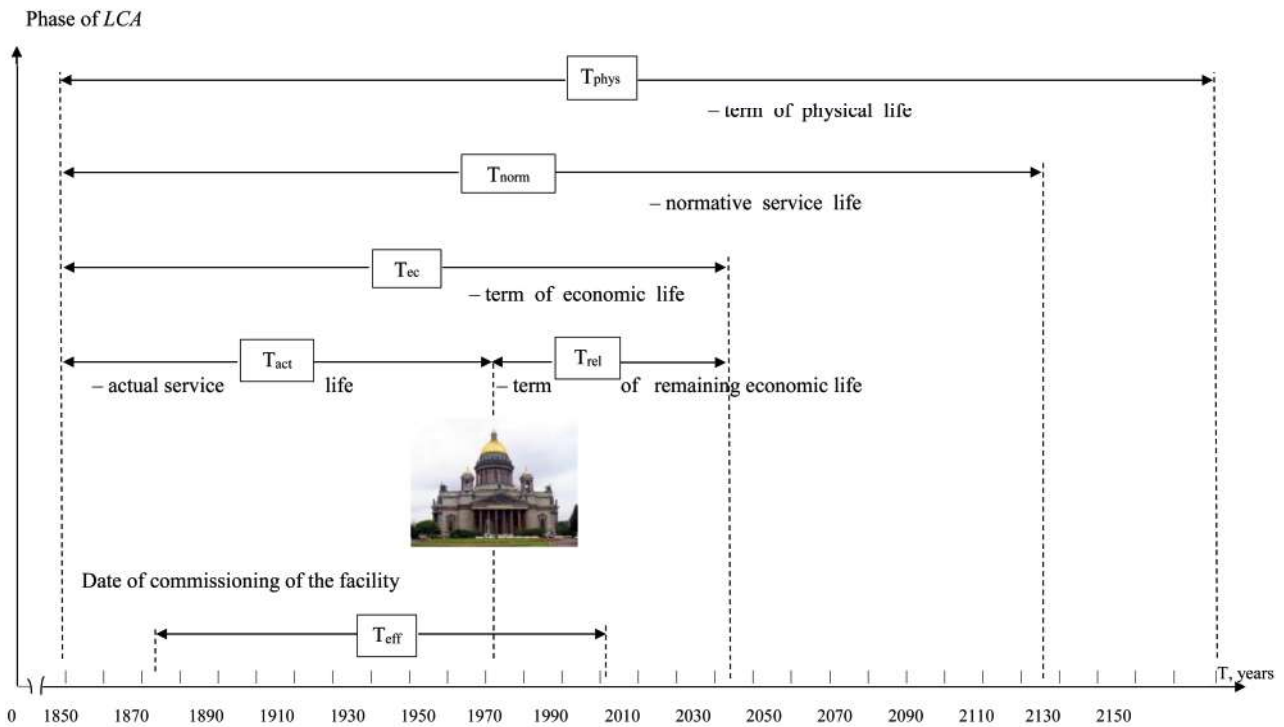 Phase of LCA
Tphys
– term of physical life
Tnorm
– normative service life
Tec
– term of economic life
Tact
Trel
– actual service life
– term of remaining economic life
Date of commissioning of the facility
Teff
T, years
0 1850 1870 1890 1910 1930 1950 1970 1990 2010 2030 2050 2070 2090 2110 2130 2150